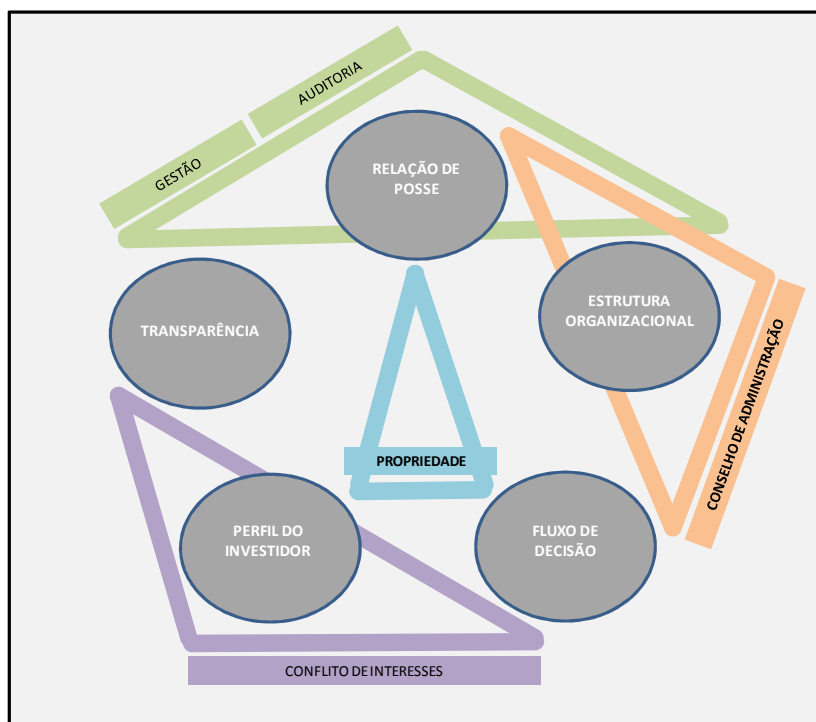 AUDITORIA
GESTÃO
RELAÇÃO DE
POSSE
TRANSPARÊNCIA
ESTRUTURA
ORGANIZACIONAL
CONSELHO DE ADMINISTRAÇÃO
PROPRIEDADE
PERFIL DO
INVESTIDOR
FLUXO DE
DECISÃO
CONFLITO DE INTERESSES